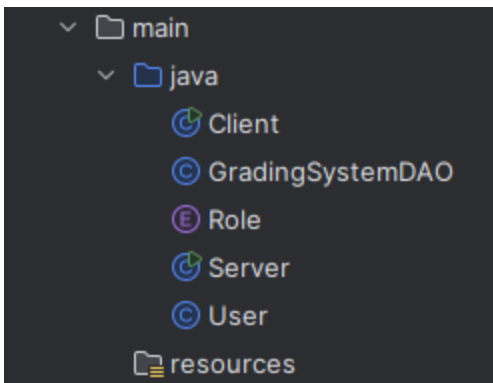 main
java
Client
GradingSystemDAO
E Role
Server
C User
resources